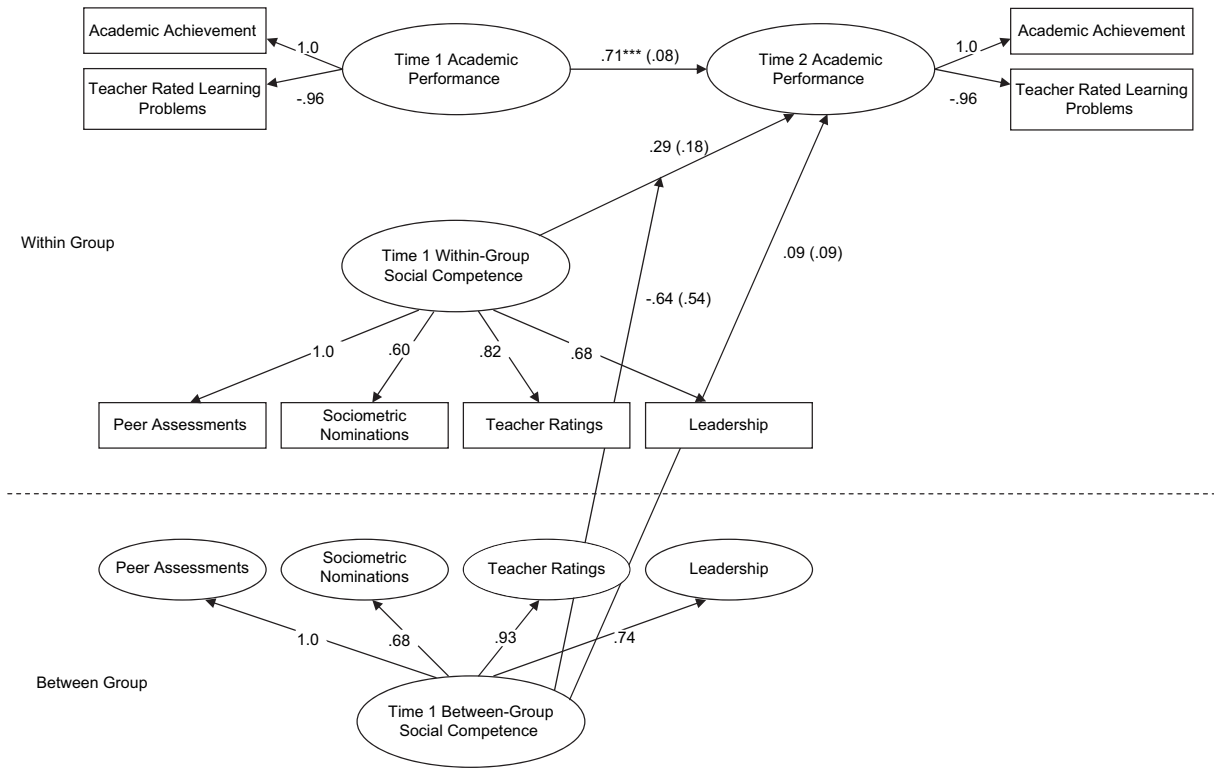 Academic Achievement
1.0
Teacher Rated Learning
Problems
-.96
Time 1 Academic
Performance
.71*** (.08)
Time 2 Academic
Performance
1.0
Academic Achievement
-.96
Teacher Rated Learning
Problems
.29 (.18)
Within Group
Time 1 Within-Group
Social Competence
.09 (.09)
-.64 (.54)
1.0
.60
.82
.68
Peer Assessments
Sociometric
Nominations
Teacher Ratings
Leadership
Peer Assessments
Sociometric
Nominations
Teacher Ratings
Leadership
1.0
.68
.93
.74
Between Group
Time 1 Between-Group
Social Competence